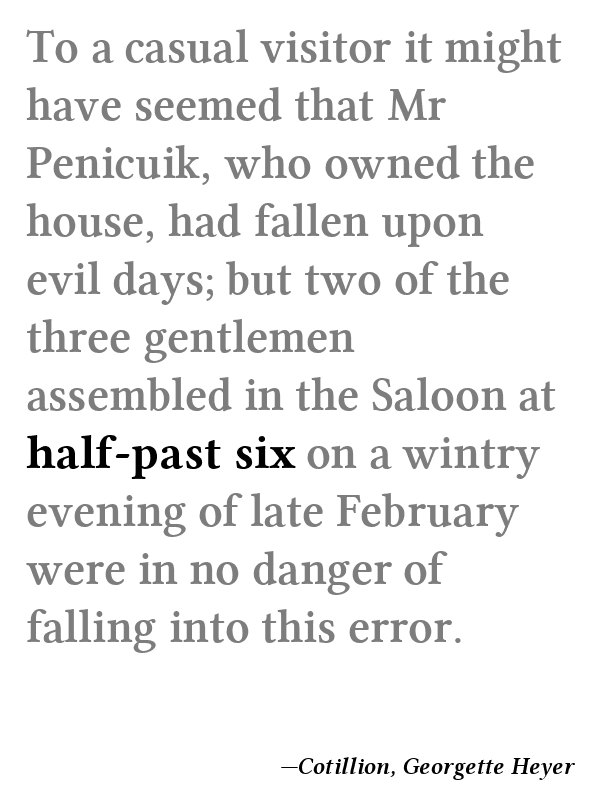 To a casual visitor it might
have seemed that Mr
Penicuik, who owned the
house, had fallen upon
evil days; but two of the
three gentlemen
assembled in the Saloon at
half-past six on a wintry
evening of late February
were in no danger of
falling into this error.
—Cotillion, Georgette Heyer